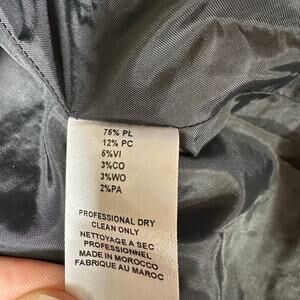 75% PL
12% PC
5%VI
3%CO
3%WO
2%PA
PROFESSIONAL DRY
CLEAN ONLY
NETTOYAGE A SEC
PROFESSIONNEL
MADE IN MOROCCO
FABRIQUE AU MAROC